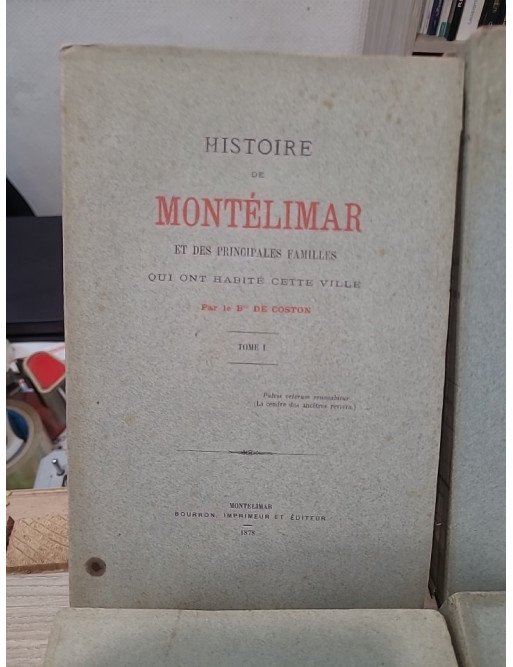 HISTOIRE
DE
MONTÉLIMAR
ET DES PRINCIPALES FAMILLES
QUI ONT HABITÉ CETTE VILLE
Par le Bon DE COSTON
TOME I
Pulvis veterum renovabitur
(La cendre des ancêtres revivra.)
MONTÉLIMAR
BOURRON, IMPRIMEUR ET ÉDITEUR
1878